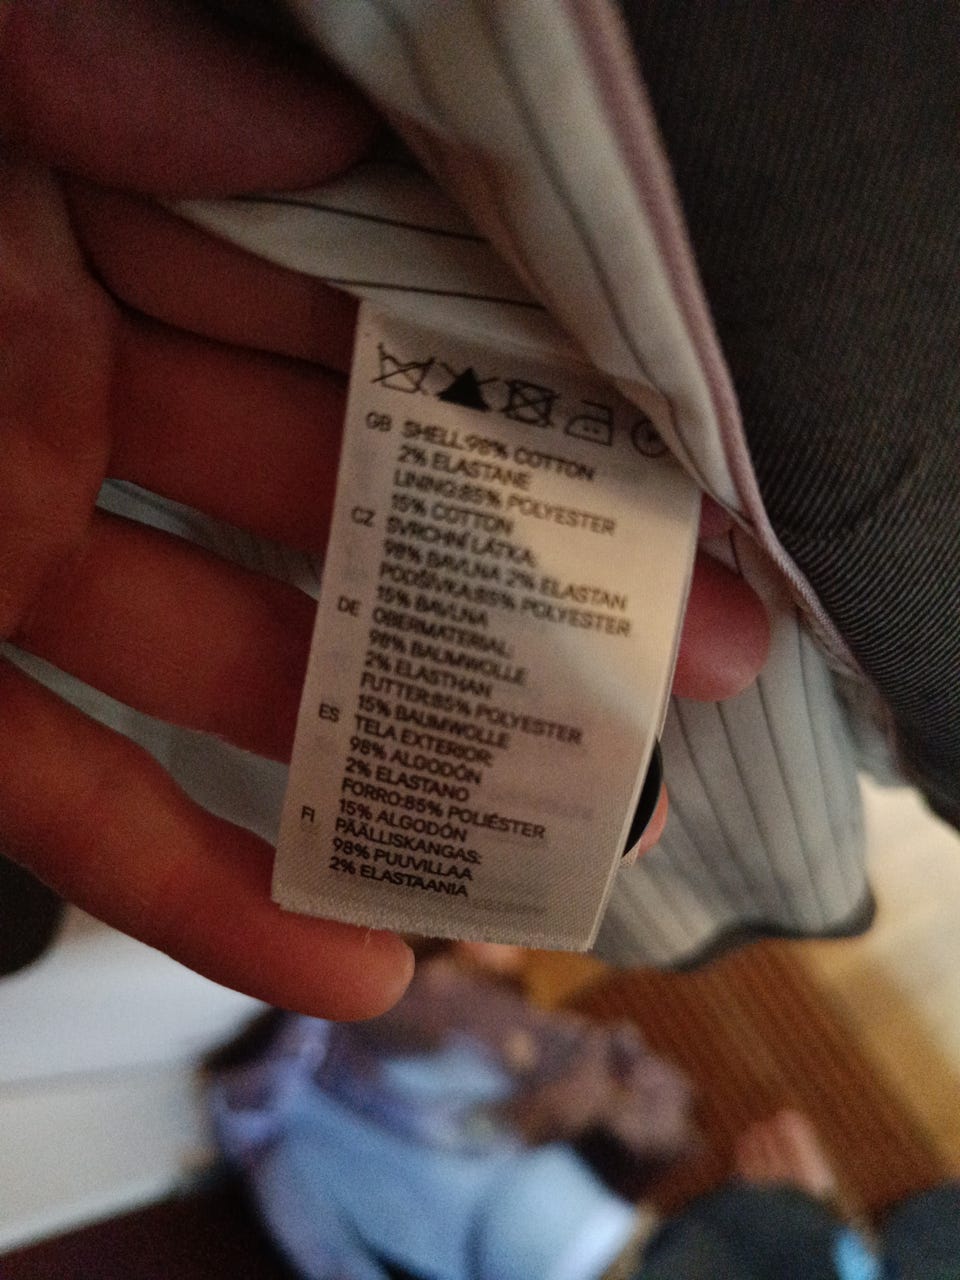 GB SHELL:98% COTTON
2% ELASTANE
LINING:85% POLYESTER
15% COTTON
CZ SVRCHNÍ LÁTKA:
98% BAVLNA 2% ELASTAN
PODŠÍVKA:85% POLYESTER
15% BAVLNA
DE OBERMATERIAL:
98% BAUMWOLLE
2% ELASTHAN
FUTTER:85% POLYESTER
15% BAUMWOLLE
ES TELA EXTERIOR:
98% ALGODÓN
2% ELASTANO
FORRO:85% POLIÉSTER
15% ALGODÓN
FI PÄÄLLISKANGAS:
98% PUUVILLAA
2% ELASTAANIA